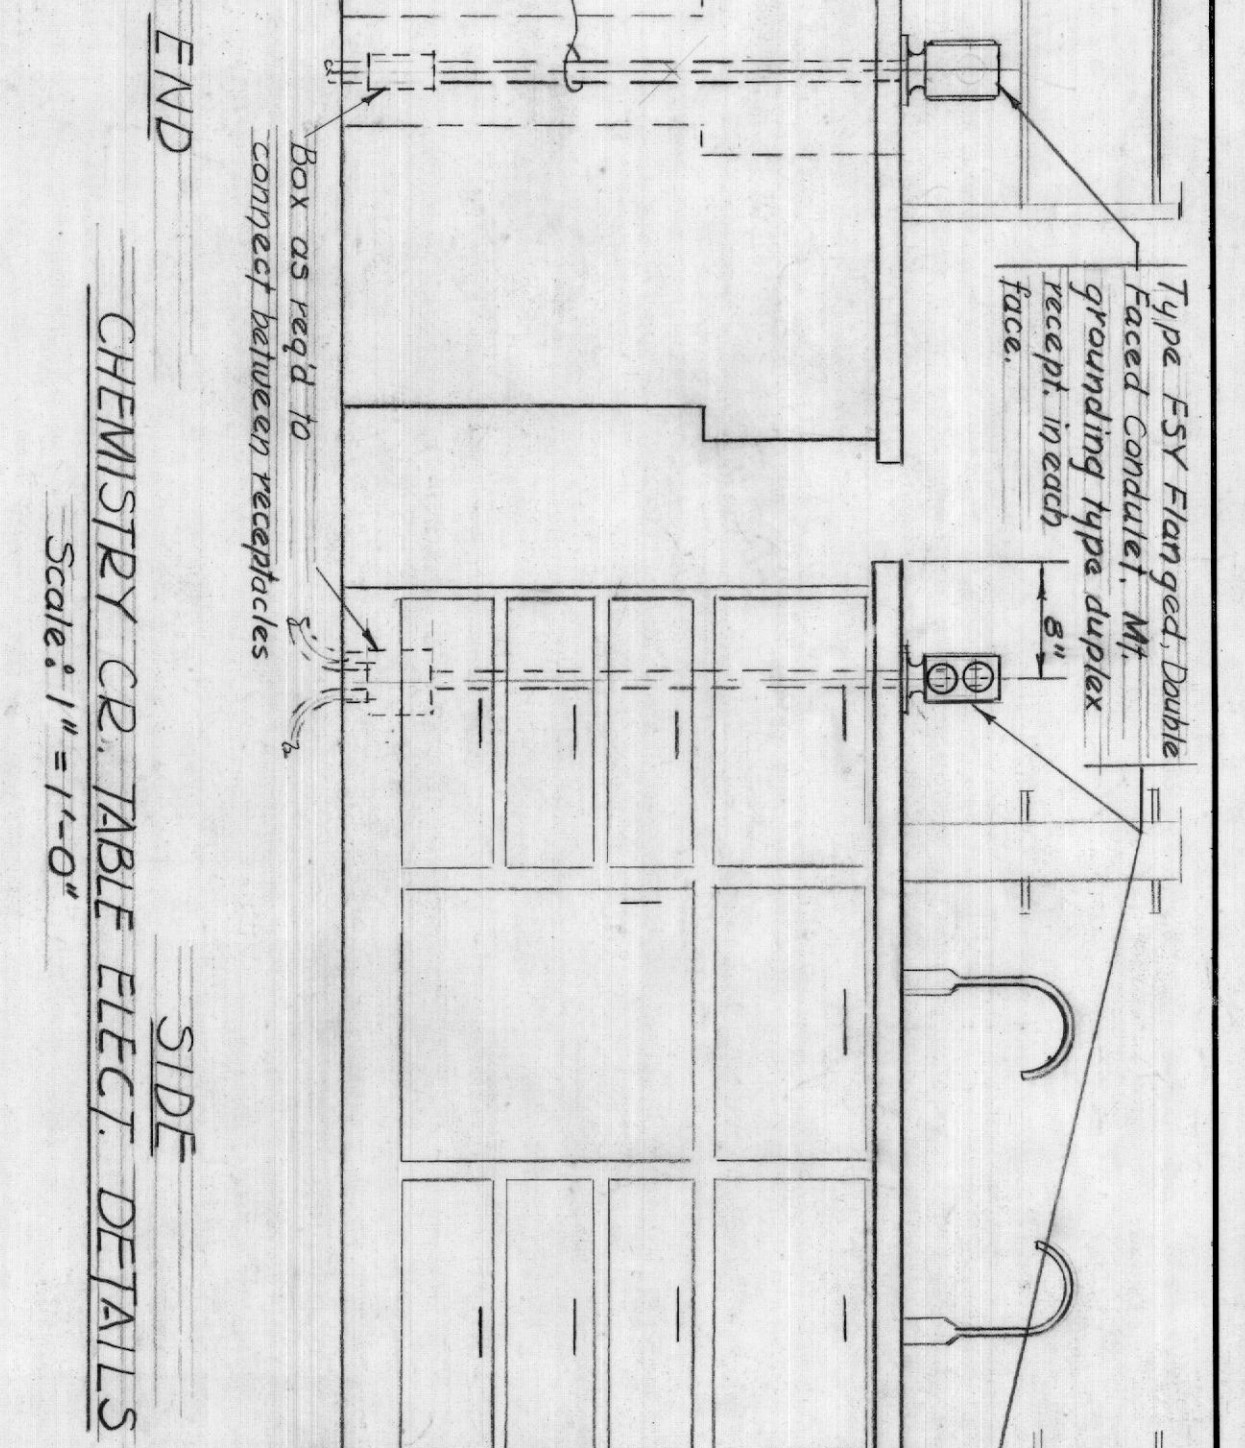 Type FSY Flanged, Double
Faced Condulet. Mt.
grounding type duplex
recept. in each
face.
8"
Box as req'd to
connect between receptacles
END
SIDE
CHEMISTRY CR. TABLE ELECT. DETAILS
Scale: 1" = 1'-0"